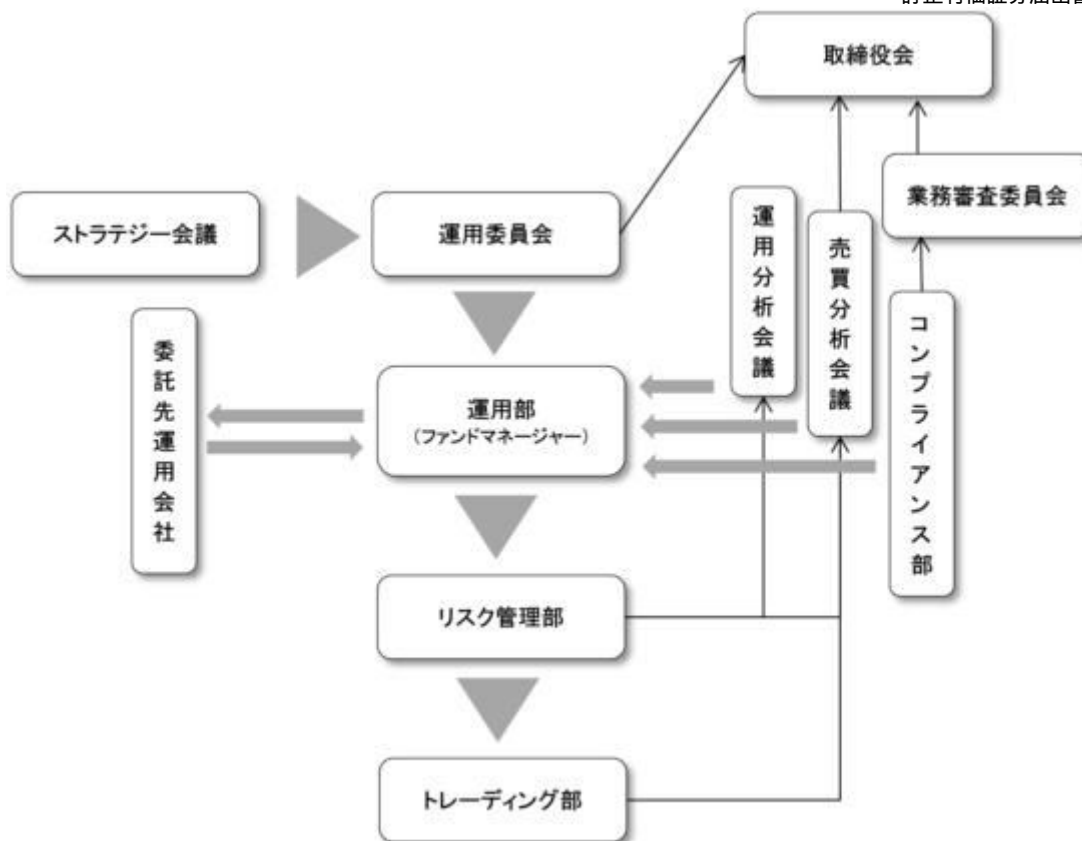 取締役会
業務審査委員会
ストラテジー会議
運用委員会
運用分析会議
売買分析会議
コンプライアンス部
委託先運用会社
運用部
(ファンドマネージャー)
リスク管理部
トレーディング部